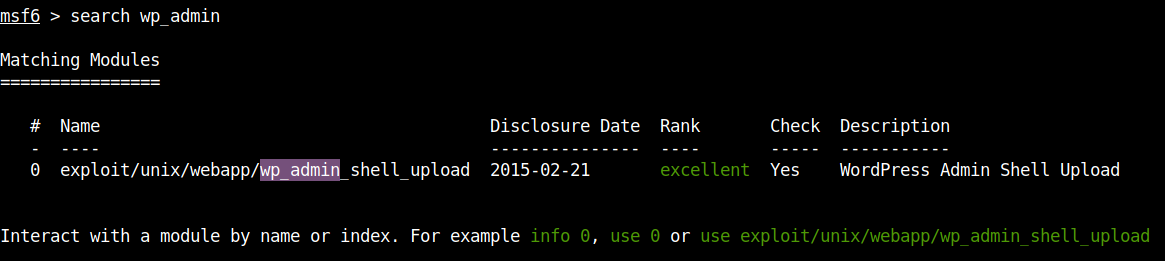 msf6 > search wp_admin
Matching Modules
================
# Name Disclosure Date Rank Check Description
- ---- --------------- ---- ----- -----------
0 exploit/unix/webapp/wp_admin_shell_upload 2015-02-21 excellent Yes WordPress Admin Shell Upload
Interact with a module by name or index. For example info 0, use 0 or use exploit/unix/webapp/wp_admin_shell_upload